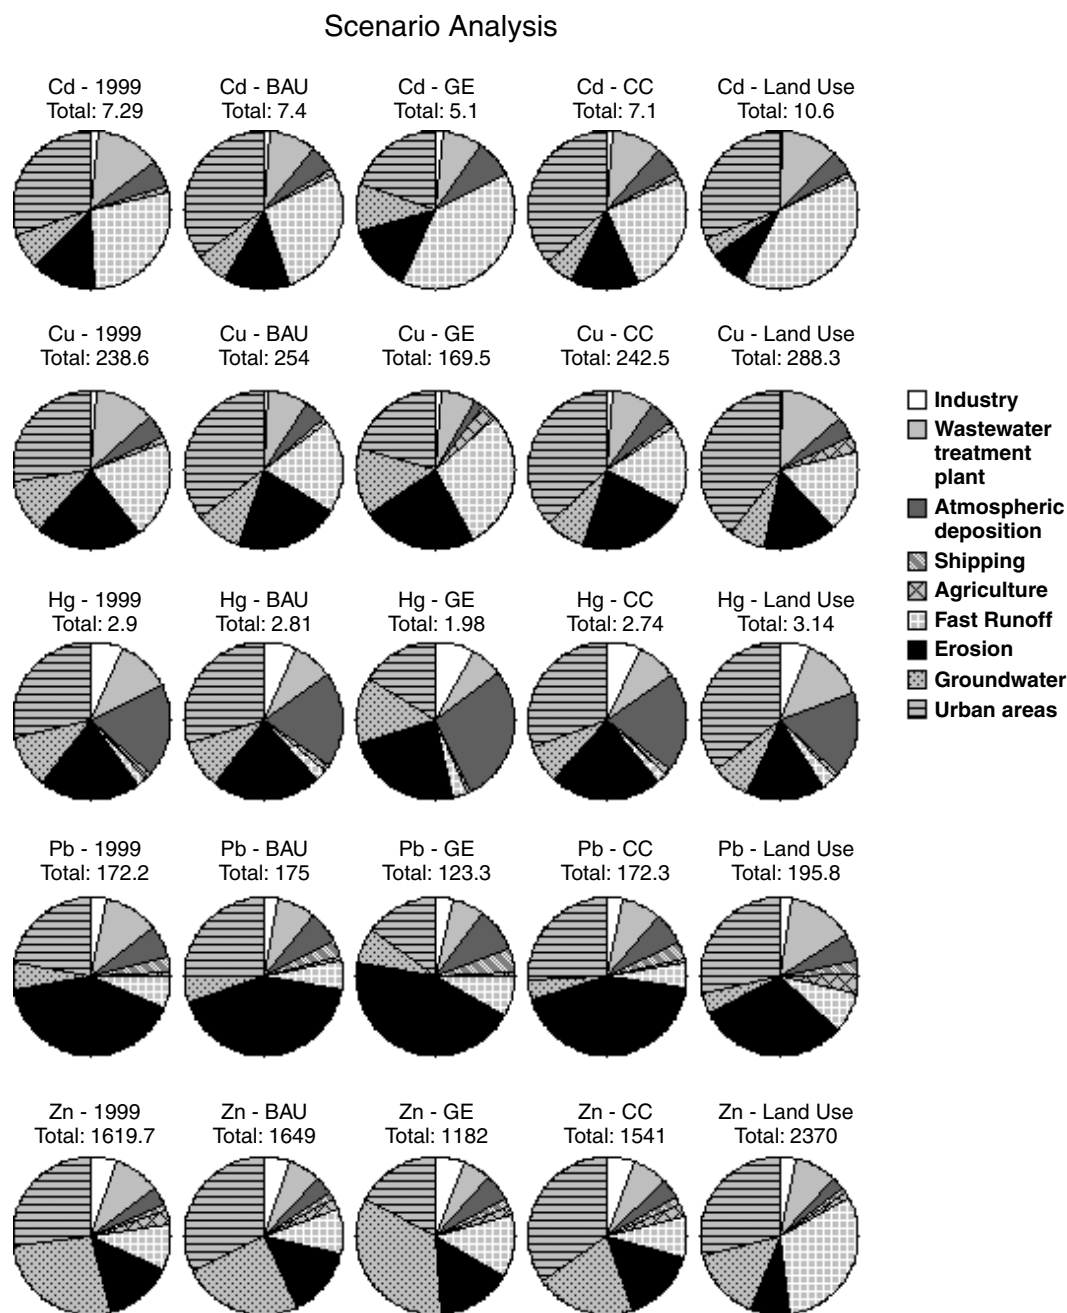 Scenario Analysis
Cd - 1999
Total: 7.29
Cd - BAU
Total: 7.4
Cd - GE
Total: 5.1
Cd - CC
Total: 7.1
Cd - Land Use
Total: 10.6
Cu - 1999
Total: 238.6
Cu - BAU
Total: 254
Cu - GE
Total: 169.5
Cu - CC
Total: 242.5
Cu - Land Use
Total: 288.3
Industry
Wastewater
treatment
plant
Atmospheric
deposition
Shipping
Agriculture
Fast Runoff
Erosion
Groundwater
Urban areas
Hg - 1999
Total: 2.9
Hg - BAU
Total: 2.81
Hg - GE
Total: 1.98
Hg - CC
Total: 2.74
Hg - Land Use
Total: 3.14
Pb - 1999
Total: 172.2
Pb - BAU
Total: 175
Pb - GE
Total: 123.3
Pb - CC
Total: 172.3
Pb - Land Use
Total: 195.8
Zn - 1999
Total: 1619.7
Zn - BAU
Total: 1649
Zn - GE
Total: 1182
Zn - CC
Total: 1541
Zn - Land Use
Total: 2370